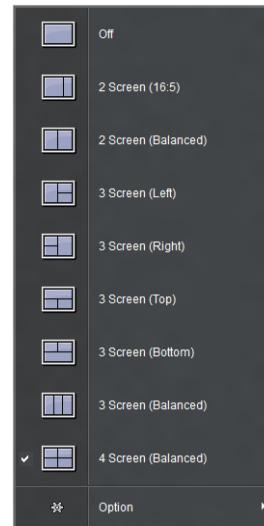 Off
2 Screen (16:5)
2 Screen (Balanced)
3 Screen (Left)
3 Screen (Right)
3 Screen (Top)
3 Screen (Bottom)
3 Screen (Balanced)
4 Screen (Balanced)
Option